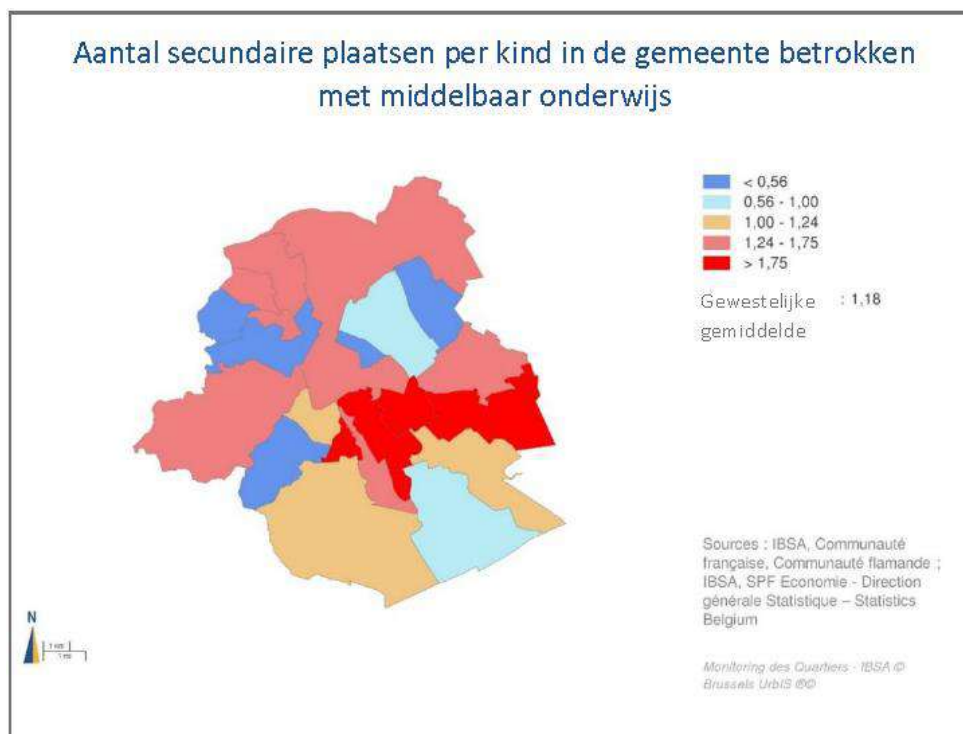 Aantal secundaire plaatsen per kind in de gemeente betrokken
met middelbaar onderwijs
< 0,56
0,56 - 1,00
1,00 - 1,24
1,24 - 1,75
> 1,75
Gewestelijke : 1,18
gemiddelde
Sources : IBSA, Communauté
française, Communauté flamande ;
IBSA, SPF Economie - Direction
générale Statistique – Statistics
Belgium
N
Monitoring des Quartiers - IBSA ©
Brussels UrbIS ®©